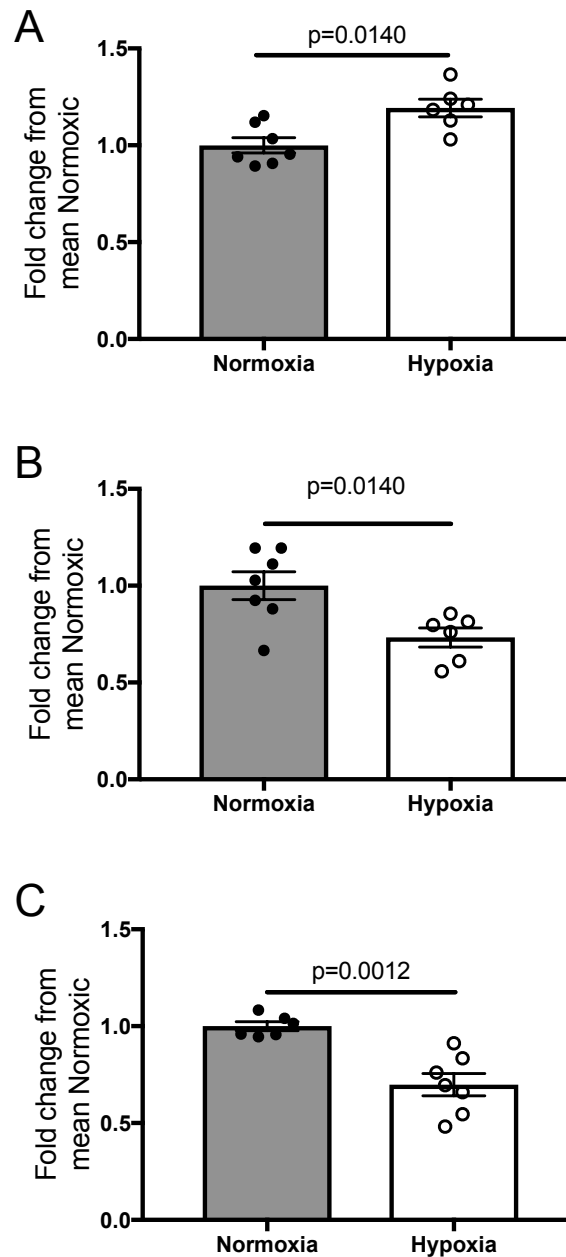 A
p=0.0140
Fold change from
mean Normoxic
1.5
1.0
0.5
0.0
Normoxia Hypoxia
B
p=0.0140
Fold change from
mean Normoxic
1.5
1.0
0.5
0.0
Normoxia Hypoxia
C
p=0.0012
Fold change from
mean Normoxic
1.5
1.0
0.5
0.0
Normoxia Hypoxia